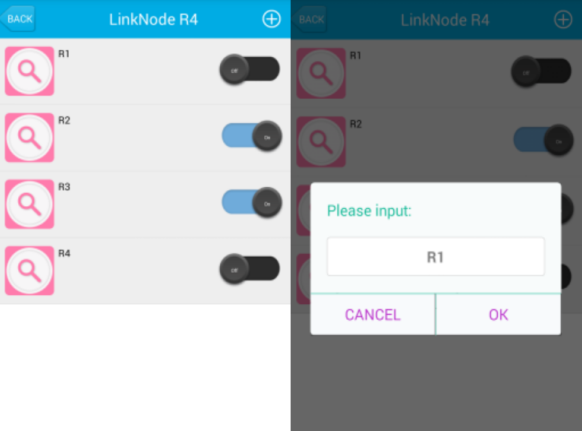 BACK
LinkNode R4
R1
Off
R2
On
R3
On
R4
Off
BACK
LinkNode R4
R1
Off
R2
On
Please input:
R1
CANCEL
OK